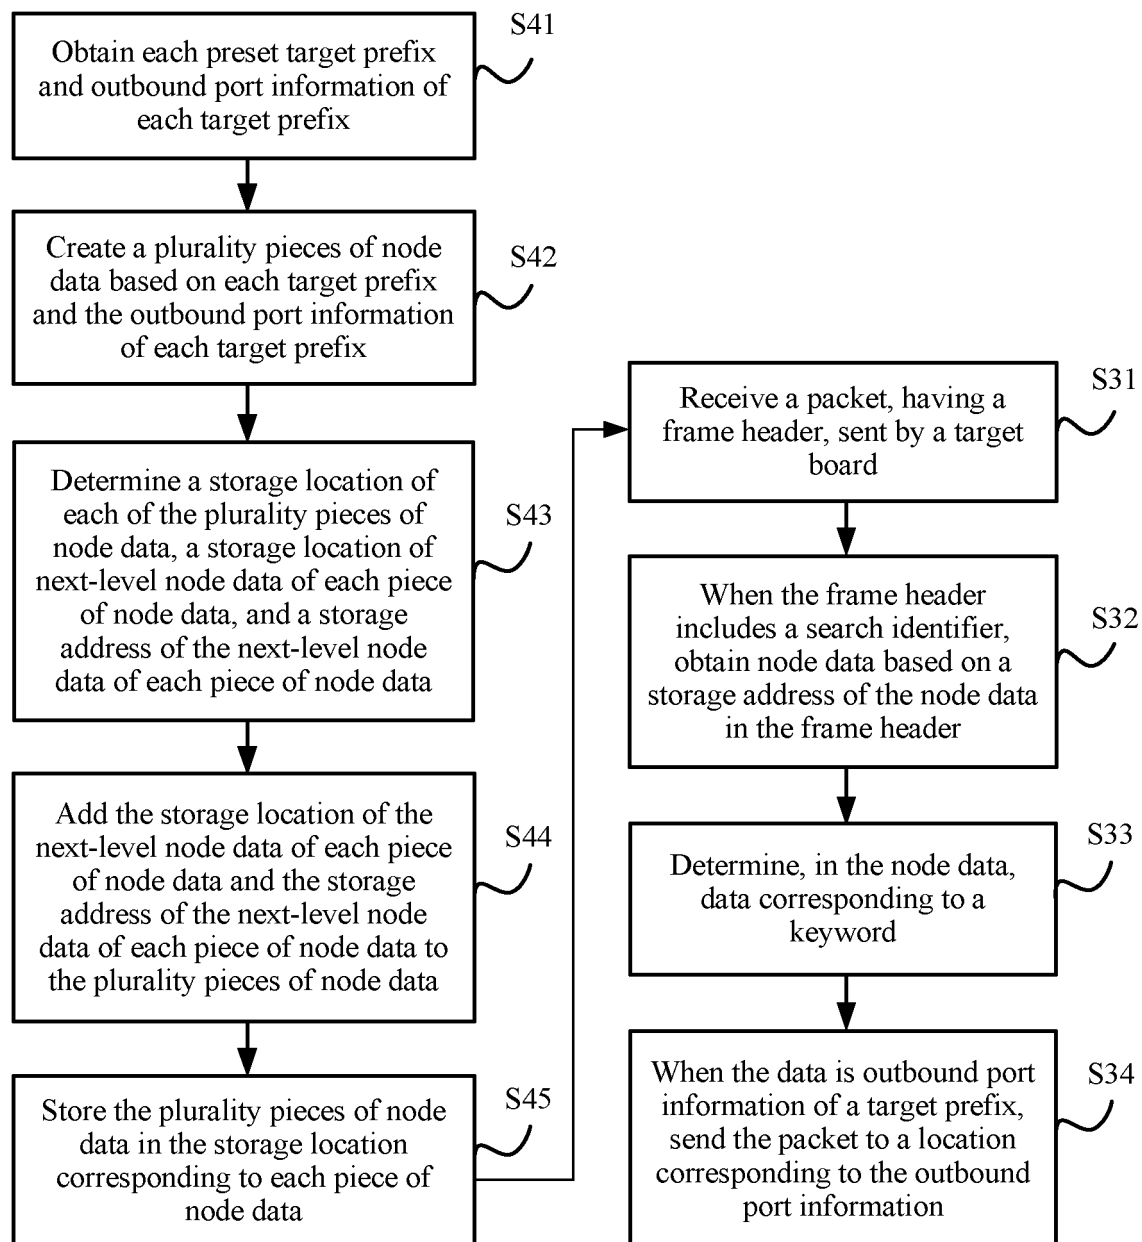 S41
Obtain each preset target prefix
and outbound port information of
each target prefix
S42
Create a plurality pieces of node
data based on each target prefix
and the outbound port information
of each target prefix
S43
Determine a storage location of
each of the plurality pieces of
node data, a storage location of
next-level node data of each piece
of node data, and a storage
address of the next-level node
data of each piece of node data
S44
Add the storage location of the
next-level node data of each piece
of node data and the storage
address of the next-level node
data of each piece of node data to
the plurality pieces of node data
S45
Store the plurality pieces of node
data in the storage location
corresponding to each piece of
node data
S31
Receive a packet, having a
frame header, sent by a target
board
S32
When the frame header
includes a search identifier,
obtain node data based on a
storage address of the node data
in the frame header
S33
Determine, in the node data,
data corresponding to a
keyword
S34
When the data is outbound port
information of a target prefix,
send the packet to a location
corresponding to the outbound
port information